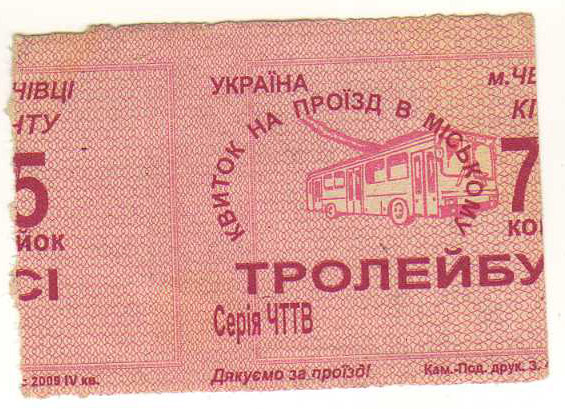 ЧІВЦІ
НТУ
5
ЙОК
СІ
2009 IV кв.
УКРАЇНА
м.ЧЕ
КІ
КВИТОК НА ПРОЇЗД В МІСЬКОМУ
7
КО
ТРОЛЕЙБУ
Серія ЧТТВ
Дякуємо за проїзд!
Кам.-Под. друк. З.